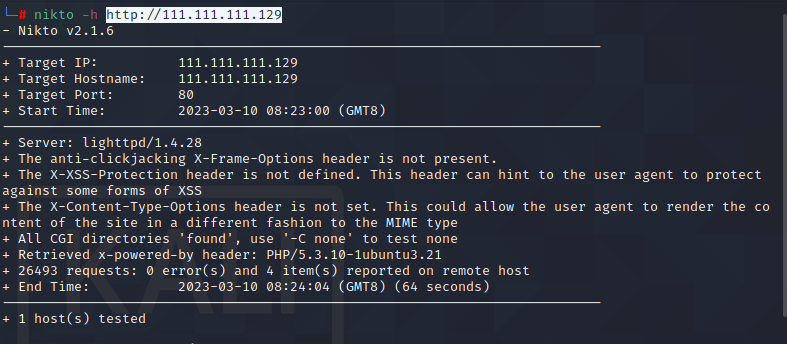 └─# nikto -h http://111.111.111.129
- Nikto v2.1.6
---------------------------------------------------------------------------
+ Target IP:          111.111.111.129
+ Target Hostname:    111.111.111.129
+ Target Port:        80
+ Start Time:         2023-03-10 08:23:00 (GMT8)
---------------------------------------------------------------------------
+ Server: lighttpd/1.4.28
+ The anti-clickjacking X-Frame-Options header is not present.
+ The X-XSS-Protection header is not defined. This header can hint to the user agent to protect
against some forms of XSS
+ The X-Content-Type-Options header is not set. This could allow the user agent to render the co
ntent of the site in a different fashion to the MIME type
+ All CGI directories 'found', use '-C none' to test none
+ Retrieved x-powered-by header: PHP/5.3.10-1ubuntu3.21
+ 26493 requests: 0 error(s) and 4 item(s) reported on remote host
+ End Time:           2023-03-10 08:24:04 (GMT8) (64 seconds)
---------------------------------------------------------------------------
+ 1 host(s) tested
KALI